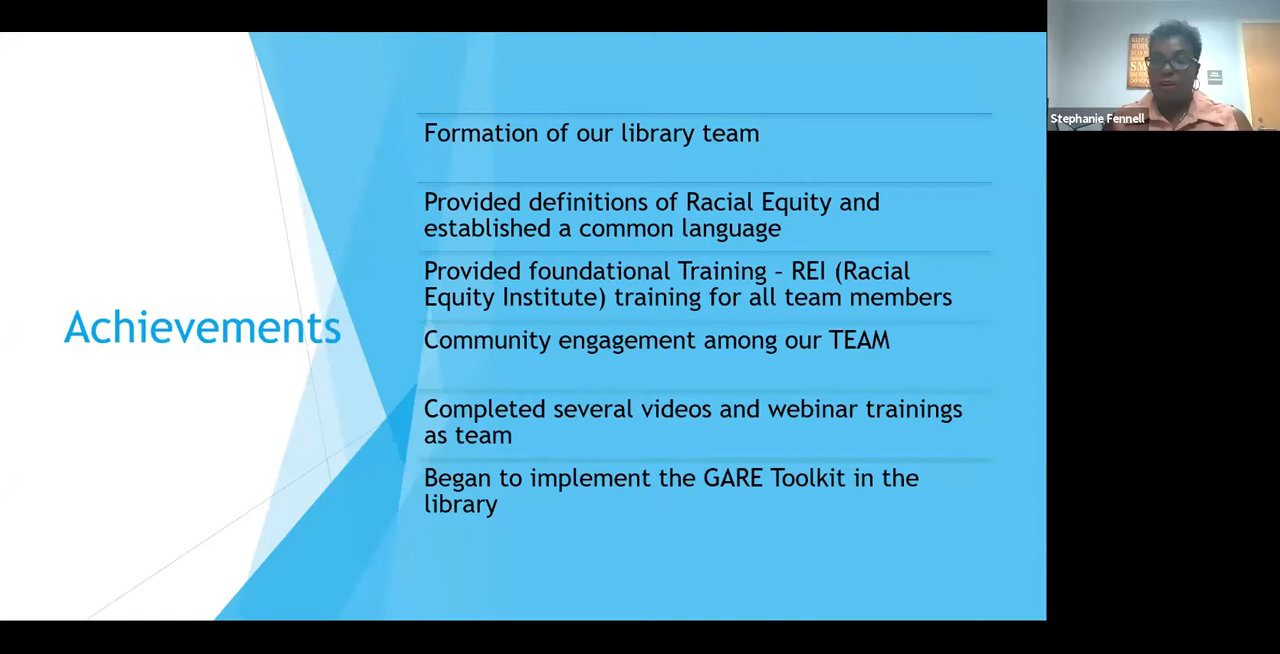 Achievements
Formation of our library team
Provided definitions of Racial Equity and
established a common language
Provided foundational Training – REI (Racial
Equity Institute) training for all team members
Community engagement among our TEAM
Completed several videos and webinar trainings
as team
Began to implement the GARE Toolkit in the
library
Stephanie Fennell